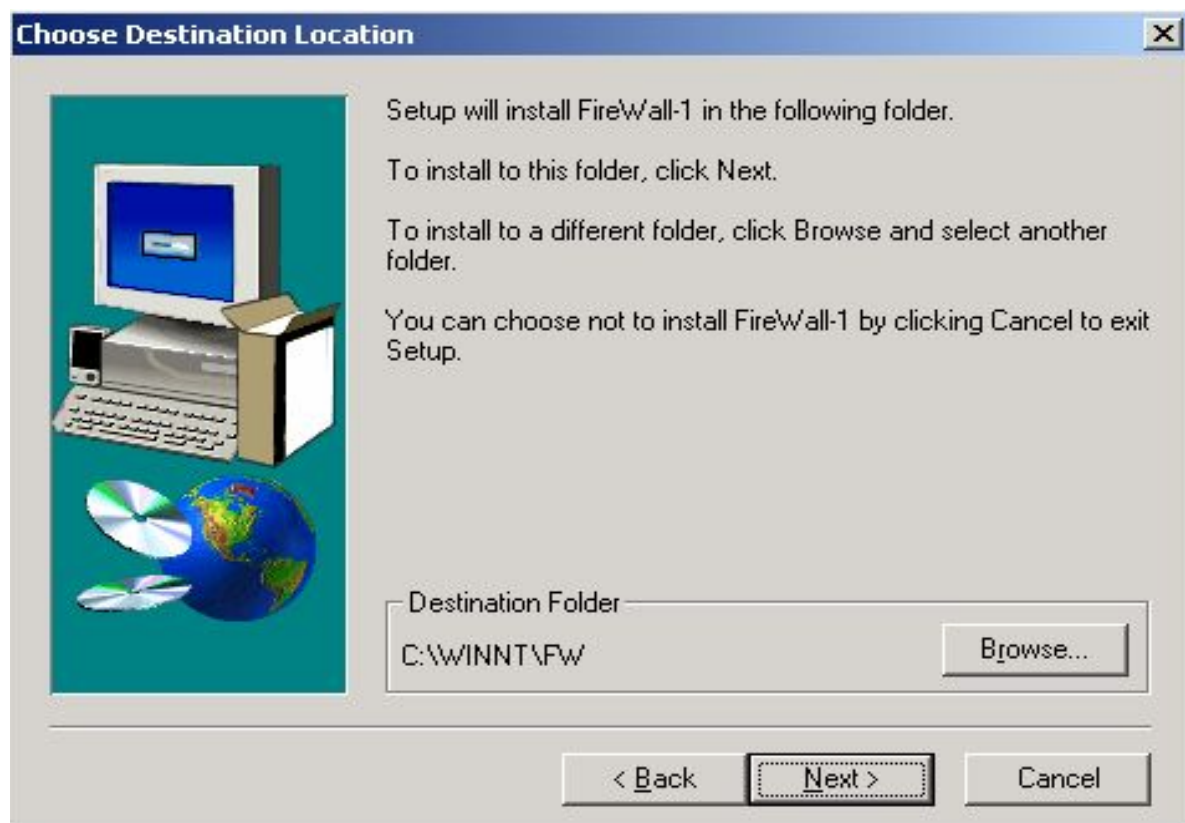 Choose Destination Location
Setup will install FireWall-1 in the following folder.
To install to this folder, click Next.
To install to a different folder, click Browse and select another
folder.
You can choose not to install FireWall-1 by clicking Cancel to exit
Setup.
Destination Folder
C:\WINNT\FW
Browse...
< Back
Next >
Cancel